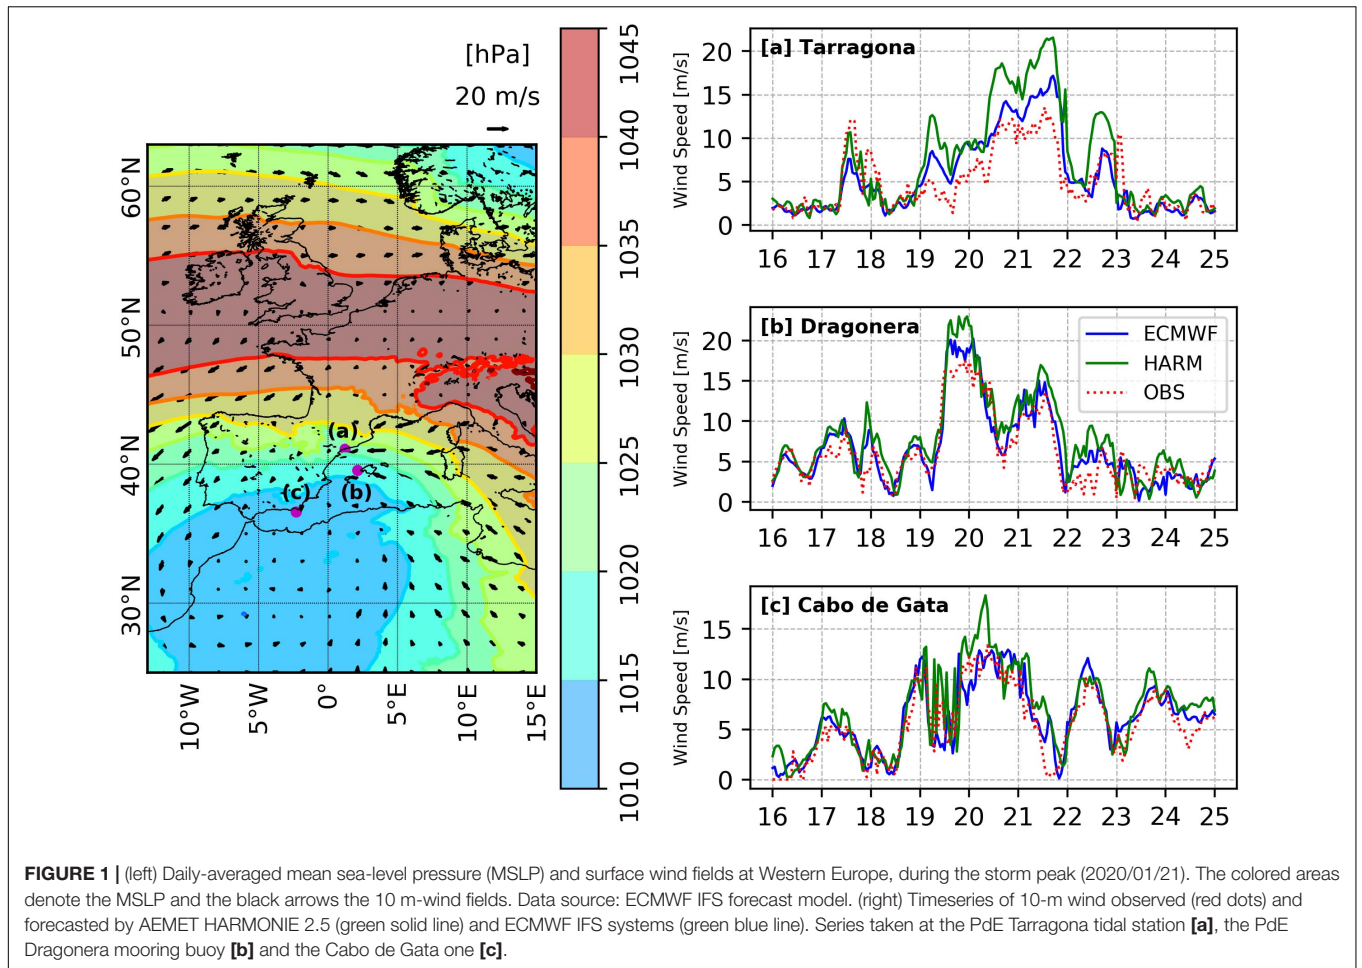 [hPa]
20 m/s
60°N
50°N
40°N
30°N
10°W
5°W
0°
5°E
10°E
15°E
(a)
(b)
(c)
1045
1040
1035
1030
1025
1020
1015
1010
[a] Tarragona
Wind Speed [m/s]
20
15
10
5
0
16 17 18 19 20 21 22 23 24 25
[b] Dragonera
ECMWF
HARM
OBS
Wind Speed [m/s]
20
15
10
5
0
16 17 18 19 20 21 22 23 24 25
[c] Cabo de Gata
Wind Speed [m/s]
15
10
5
0
16 17 18 19 20 21 22 23 24 25
FIGURE 1 | (left) Daily-averaged mean sea-level pressure (MSLP) and surface wind fields at Western Europe, during the storm peak (2020/01/21). The colored areas
denote the MSLP and the black arrows the 10 m-wind fields. Data source: ECMWF IFS forecast model. (right) Timeseries of 10-m wind observed (red dots) and
forecasted by AEMET HARMONIE 2.5 (green solid line) and ECMWF IFS systems (green blue line). Series taken at the PdE Tarragona tidal station [a], the PdE
Dragonera mooring buoy [b] and the Cabo de Gata one [c].